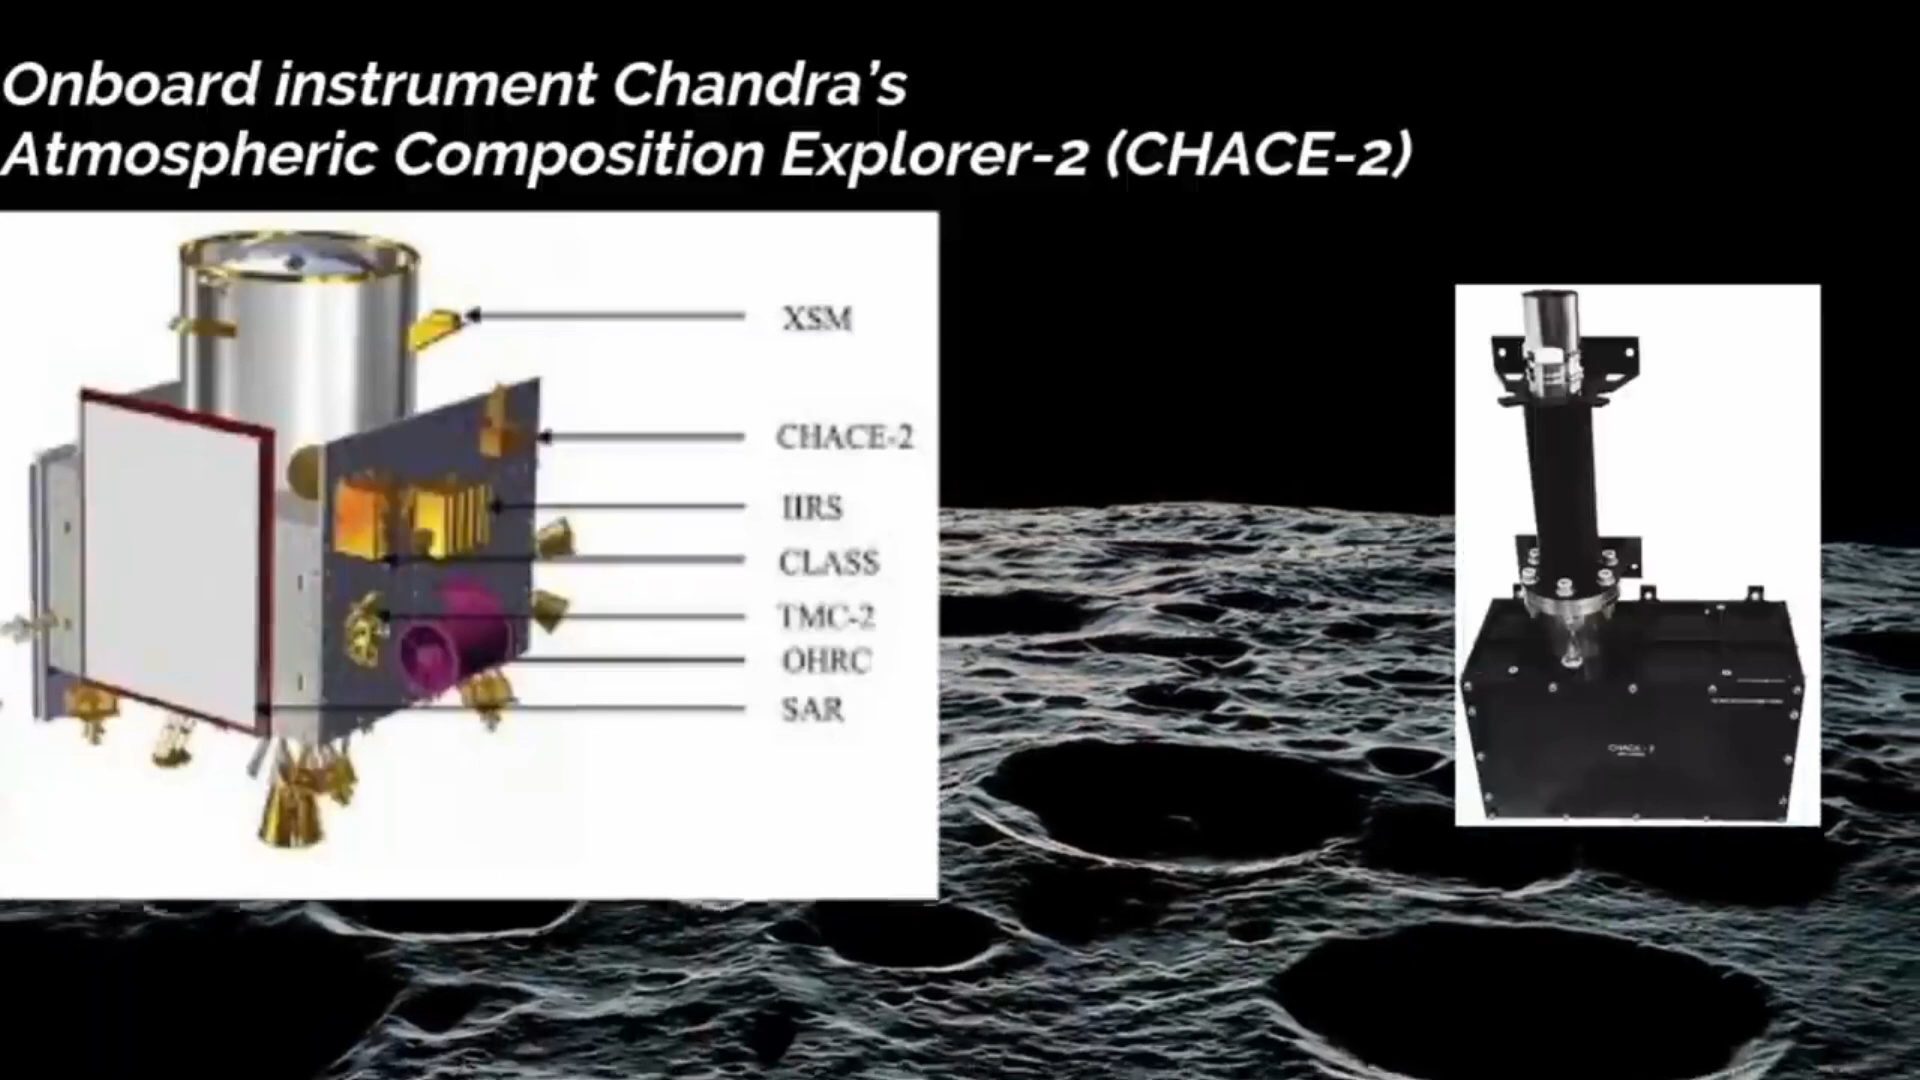 Onboard instrument Chandra’s
Atmospheric Composition Explorer-2 (CHACE-2)
XSM
CHACE-2
IIRS
CLASS
TMC-2
OHRC
SAR
CHACE - 2